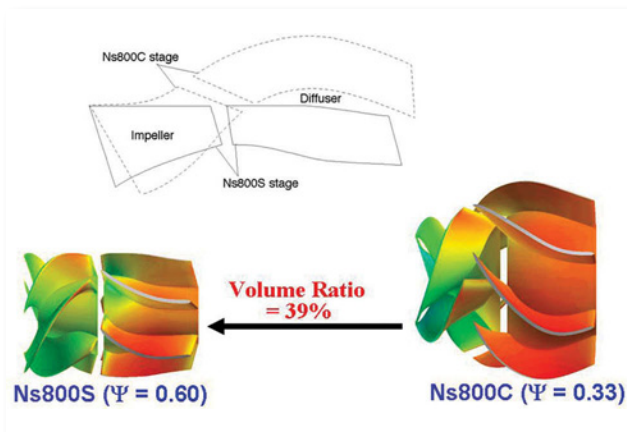 Ns800C stage
Diffuser
Impeller
Ns800S stage
Volume Ratio
= 39%
Ns800S (Ψ = 0.60)
Ns800C (Ψ = 0.33)